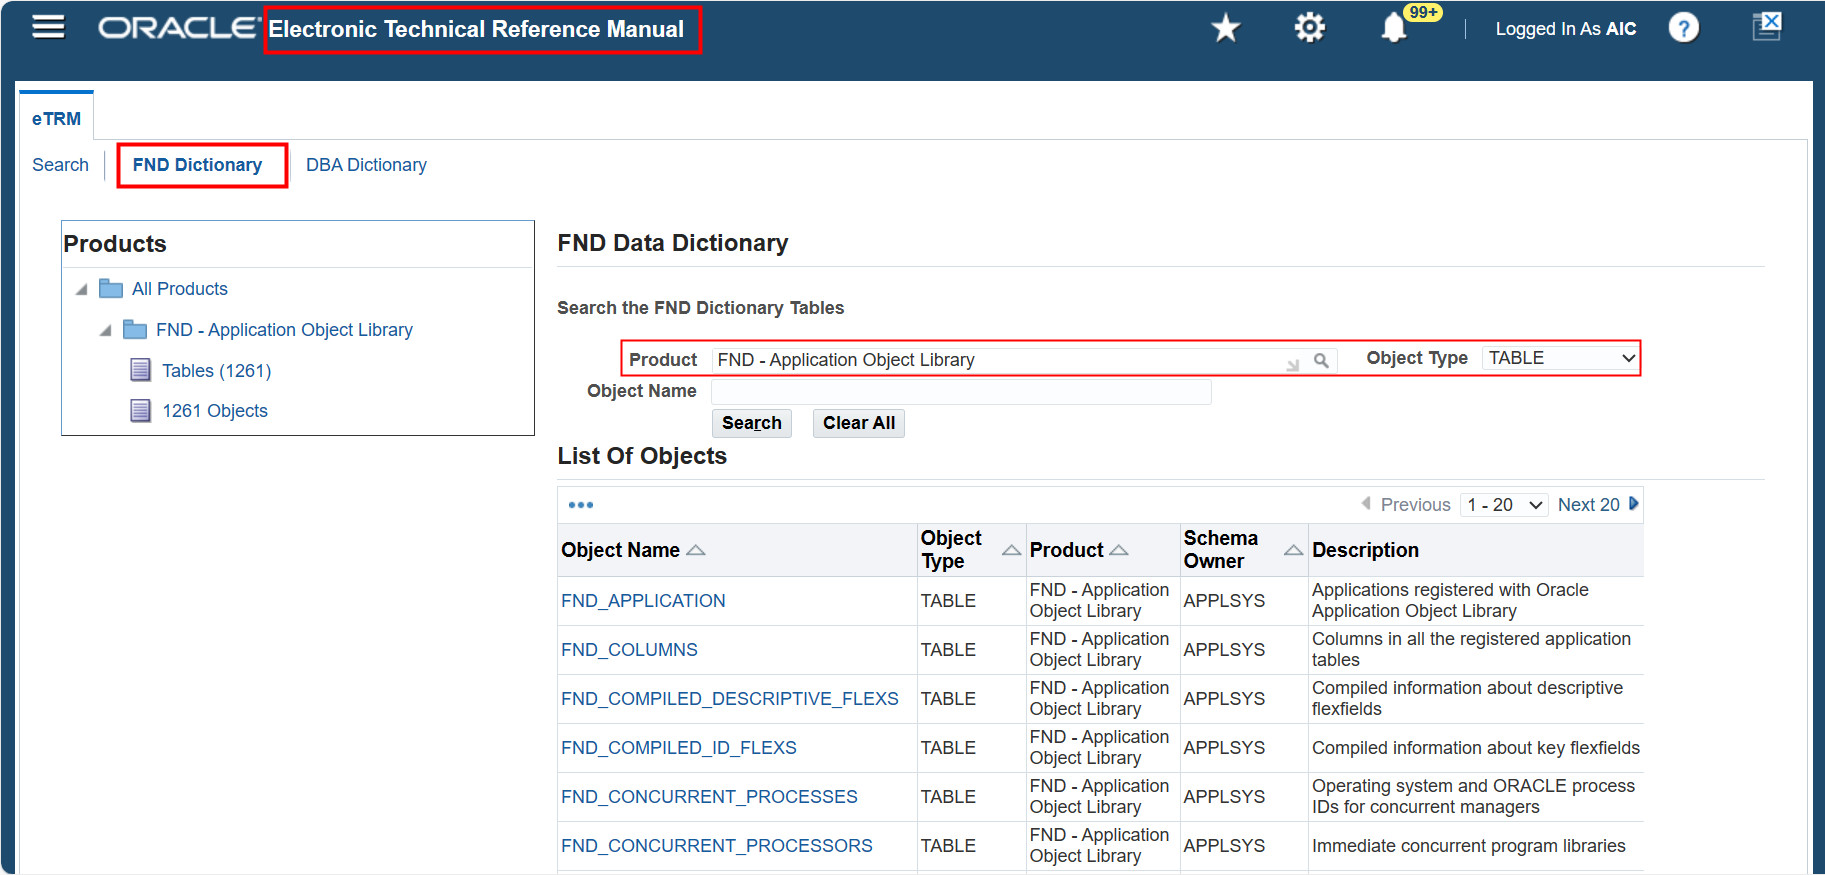 ORACLE Electronic Technical Reference Manual
99+
Logged In As AIC
?
eTRM
Search
FND Dictionary
DBA Dictionary
Products
All Products
FND - Application Object Library
Tables (1261)
1261 Objects
FND Data Dictionary
Search the FND Dictionary Tables
Product FND - Application Object Library Object Type TABLE
Object Name
Search Clear All
List Of Objects
Previous 1 - 20 Next 20
Object Name
Object
Type
Product
Schema
Owner
Description
FND_APPLICATION
TABLE
FND - Application
Object Library
APPLSYS
Applications registered with Oracle
Application Object Library
FND_COLUMNS
TABLE
FND - Application
Object Library
APPLSYS
Columns in all the registered application
tables
FND_COMPILED_DESCRIPTIVE_FLEXS
TABLE
FND - Application
Object Library
APPLSYS
Compiled information about descriptive
flexfields
FND_COMPILED_ID_FLEXS
TABLE
FND - Application
Object Library
APPLSYS
Compiled information about key flexfields
FND_CONCURRENT_PROCESSES
TABLE
FND - Application
Object Library
APPLSYS
Operating system and ORACLE process
IDs for concurrent managers
FND_CONCURRENT_PROCESSORS
TABLE
FND - Application
Object Library
APPLSYS
Immediate concurrent program libraries